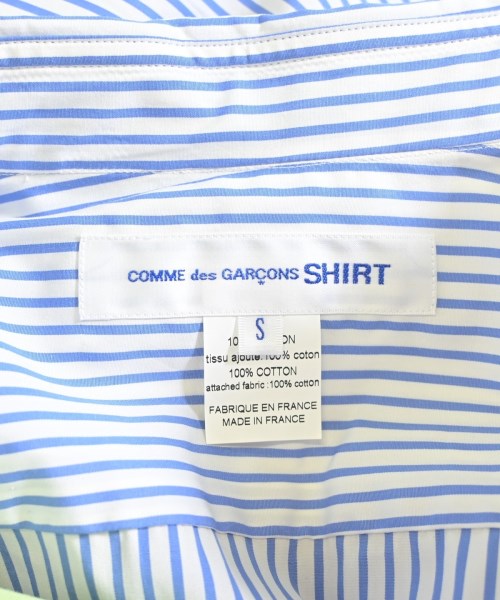 COMME des GARÇONS SHIRT
S
tissu ajoute:100% coton
100% COTTON
attached fabric :100% cotton
FABRIQUE EN FRANCE
MADE IN FRANCE